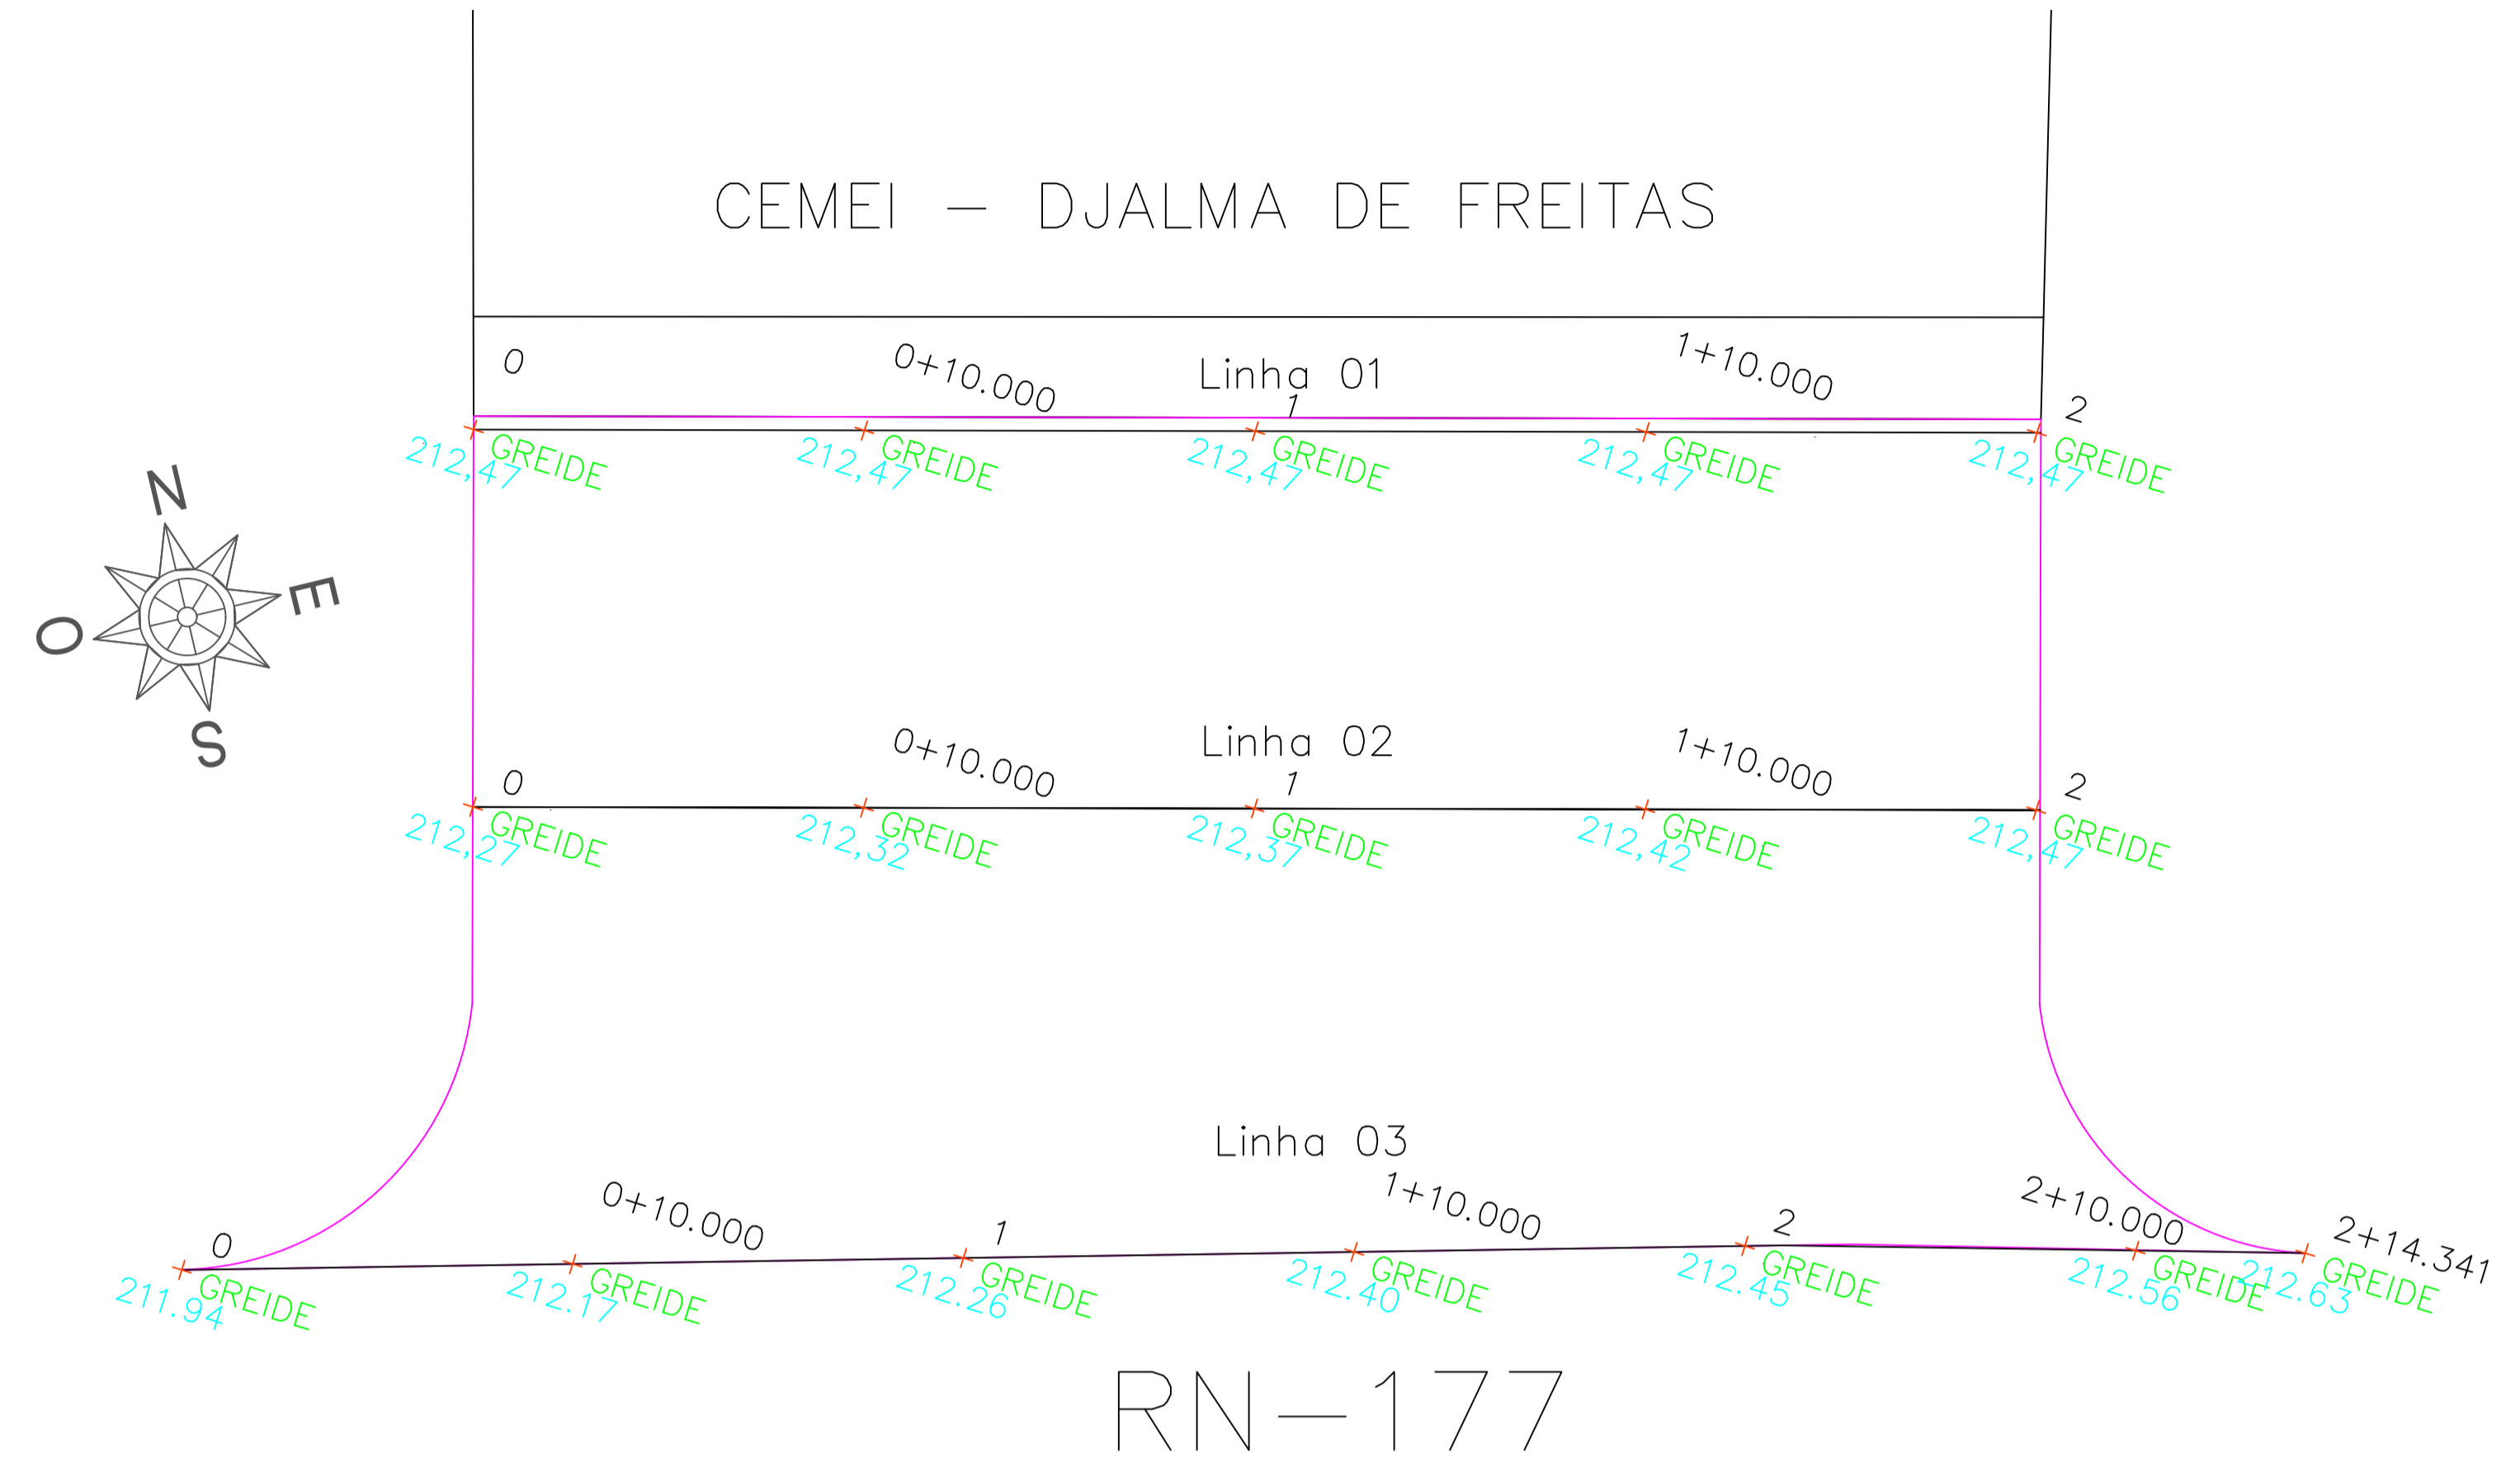 CEMEI - DJALMA DE FREITAS
0
0+10.000
Linha 01
1
1+10.000
2
212,47 GREIDE
212,47 GREIDE
212,47 GREIDE
212,47 GREIDE
212,47 GREIDE
N
E
O
S
0
0+10.000
Linha 02
1
1+10.000
2
212,27 GREIDE
212,32 GREIDE
212,37 GREIDE
212,42 GREIDE
212,47 GREIDE
Linha 03
0
0+10.000
1
1+10.000
2
2+10.000
2+14.341
211.94 GREIDE
212.17 GREIDE
212.26 GREIDE
212.40 GREIDE
212.45 GREIDE
212.56 GREIDE
212.63 GREIDE
RN-177